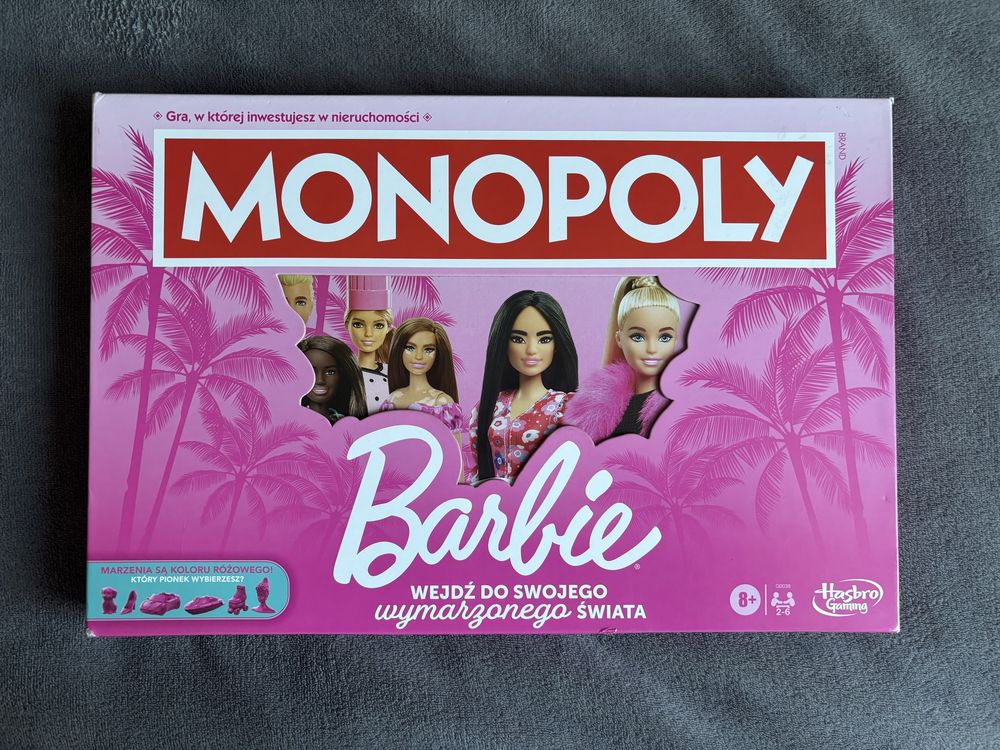 Gra, w której inwestujesz w nieruchomości
MONOPOLY
BRAND
Barbie®
WEJDŹ DO SWOJEGO
wymarzonego ŚWIATA
MARZENIA SĄ KOLORU RÓŻOWEGO!
KTÓRY PIONEK WYBIERZESZ?
8+
G0038
2-6
Hasbro
Gaming